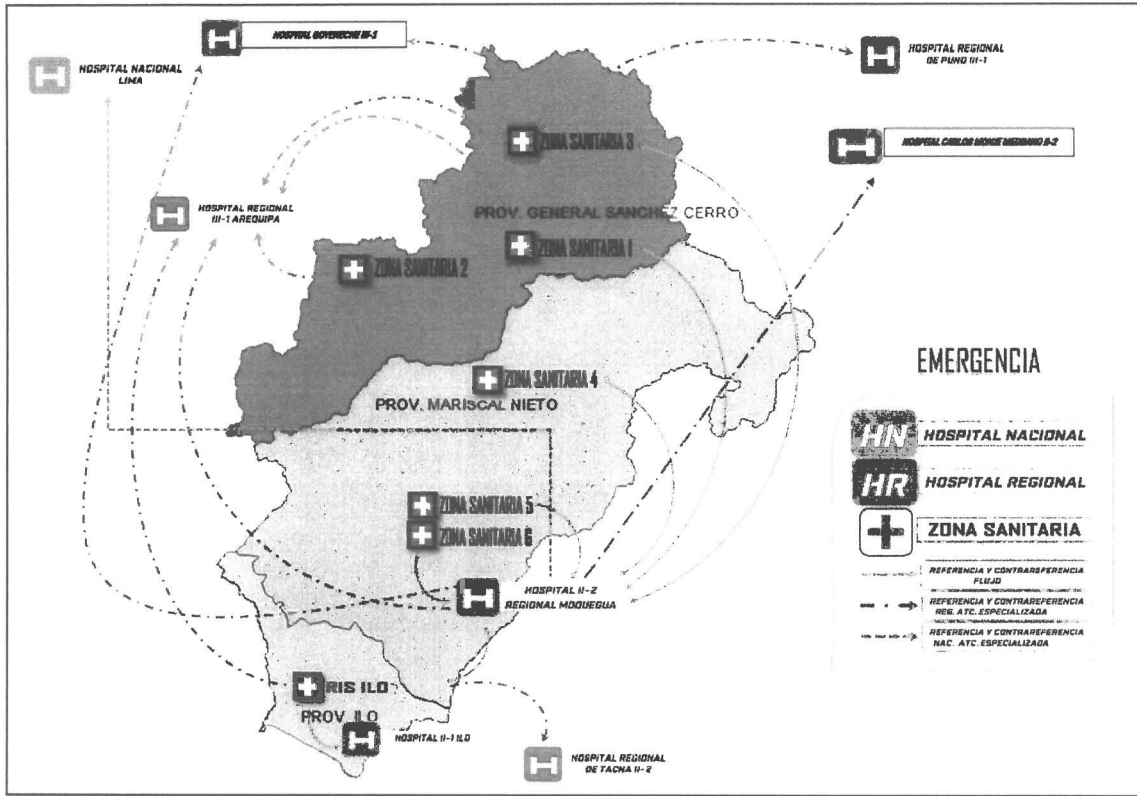 HOSPITAL GOYENECHE III-1
HOSPITAL NACIONAL
LIMA
HOSPITAL REGIONAL
DE PUNO III-1
HOSPITAL CARLOS MONGE MEDRANO II-2
ZONA SANITARIA 3
HOSPITAL REGIONAL
III-1 AREQUIPA
PROV. GENERAL SANCHEZ CERRO
ZONA SANITARIA 1
ZONA SANITARIA 2
ZONA SANITARIA 4
PROV. MARISCAL NIETO
EMERGENCIA
HN HOSPITAL NACIONAL
HR HOSPITAL REGIONAL
ZONA SANITARIA
REFERENCIA Y CONTRAREFERENCIA
FLUJO
REFERENCIA Y CONTRAREFERENCIA
REG. ATC. ESPECIALIZADA
REFERENCIA Y CONTRAREFERENCIA
NAC. ATC. ESPECIALIZADA
ZONA SANITARIA 5
ZONA SANITARIA 6
HOSPITAL II-2
REGIONAL MOQUEGUA
RIS ILO
PROV. ILO
HOSPITAL II-1 ILO
HOSPITAL REGIONAL
DE TACNA II-2